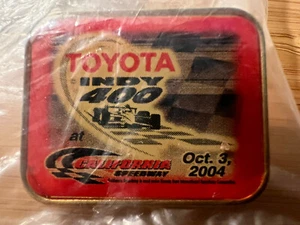 TOYOTA
INDY
400
at
CALIFORNIA
SPEEDWAY
Oct. 3,
2004